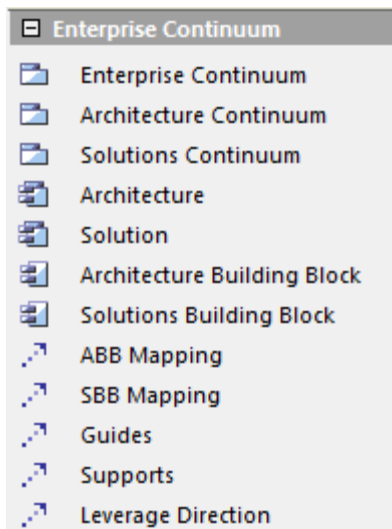 Enterprise Continuum
Enterprise Continuum
Architecture Continuum
Solutions Continuum
Architecture
Solution
Architecture Building Block
Solutions Building Block
ABB Mapping
SBB Mapping
Guides
Supports
Leverage Direction